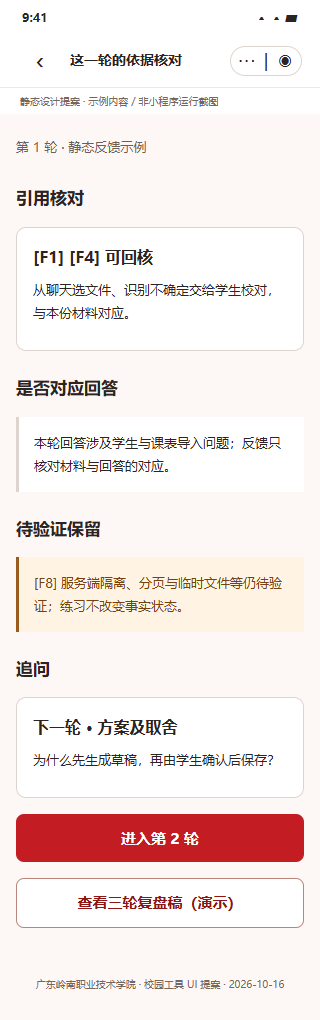 9:41
这一轮的依据核对
静态设计提案 · 示例内容 / 非小程序运行截图
第 1 轮 · 静态反馈示例
引用核对
[F1] [F4] 可回核
从聊天选文件、识别不确定交给学生校对，
与本份材料对应。
是否对应回答
本轮回答涉及学生与课表导入问题；反馈只
核对材料与回答的对应。
待验证保留
[F8] 服务端隔离、分页与临时文件等仍待验
证；练习不改变事实状态。
追问
下一轮 · 方案及取舍
为什么先生成草稿，再由学生确认后保存？
进入第 2 轮
查看三轮复盘稿（演示）
广东岭南职业技术学院 · 校园工具 UI 提案 · 2026-10-16